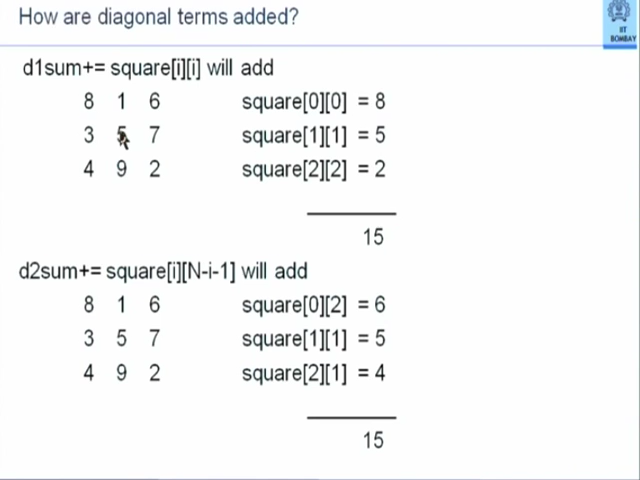 How are diagonal terms added?
IIT
BOMBAY
d1sum+= square[i][i] will add
8 1 6 square[0][0] = 8
3 5 7 square[1][1] = 5
4 9 2 square[2][2] = 2
15
d2sum+= square[i][N-i-1] will add
8 1 6 square[0][2] = 6
3 5 7 square[1][1] = 5
4 9 2 square[2][1] = 4
15